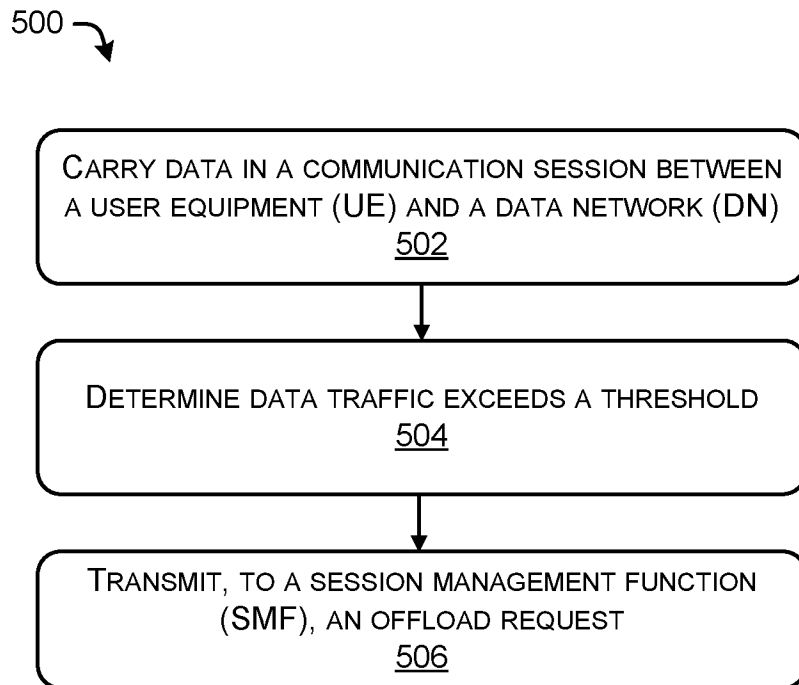 500
CARRY DATA IN A COMMUNICATION SESSION BETWEEN
A USER EQUIPMENT (UE) AND A DATA NETWORK (DN)
502
DETERMINE DATA TRAFFIC EXCEEDS A THRESHOLD
504
TRANSMIT, TO A SESSION MANAGEMENT FUNCTION
(SMF), AN OFFLOAD REQUEST
506